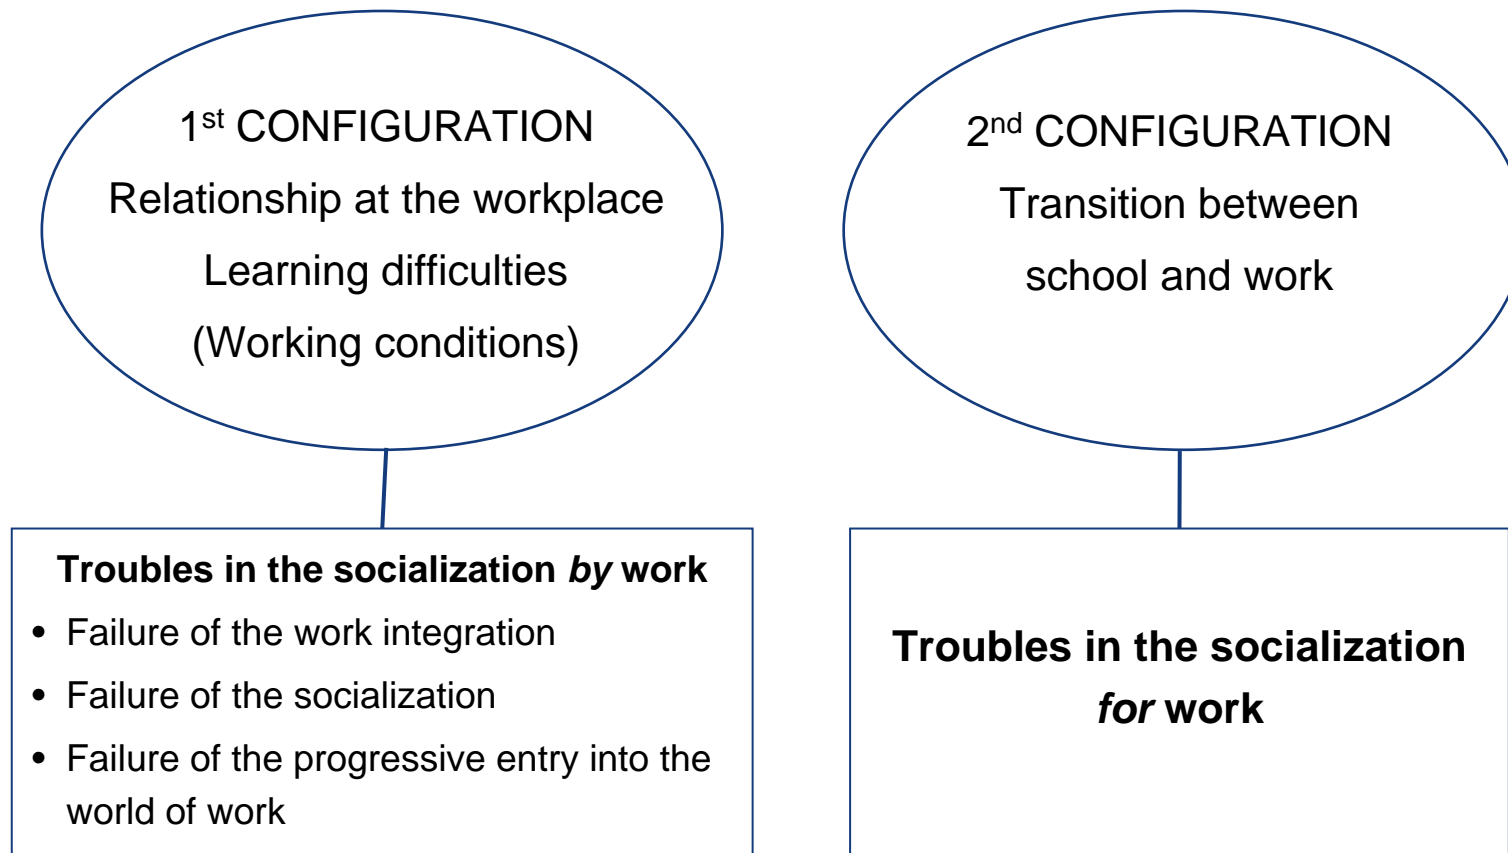 1st CONFIGURATION
Relationship at the workplace
Learning difficulties
(Working conditions)
2nd CONFIGURATION
Transition between
school and work
Troubles in the socialization by work
• Failure of the work integration
• Failure of the socialization
• Failure of the progressive entry into the
world of work
Troubles in the socialization
for work